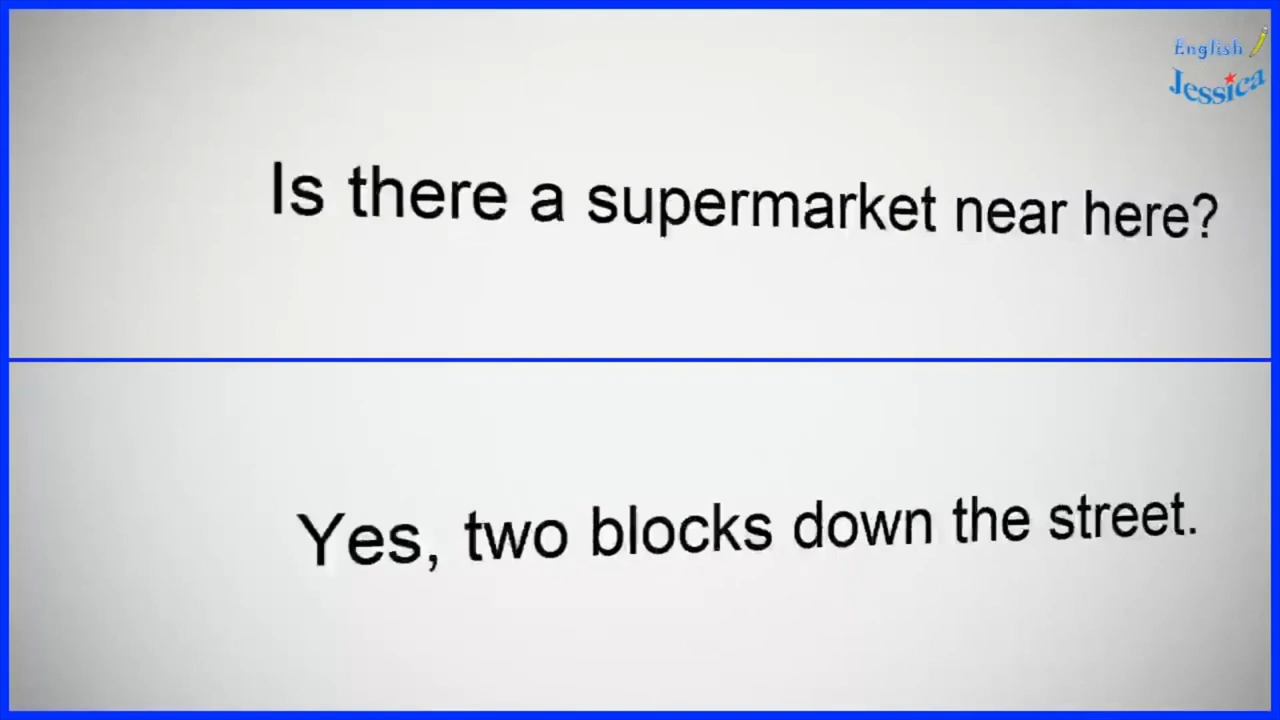 English
Jessica
Is there a supermarket near here?
Yes, two blocks down the street.